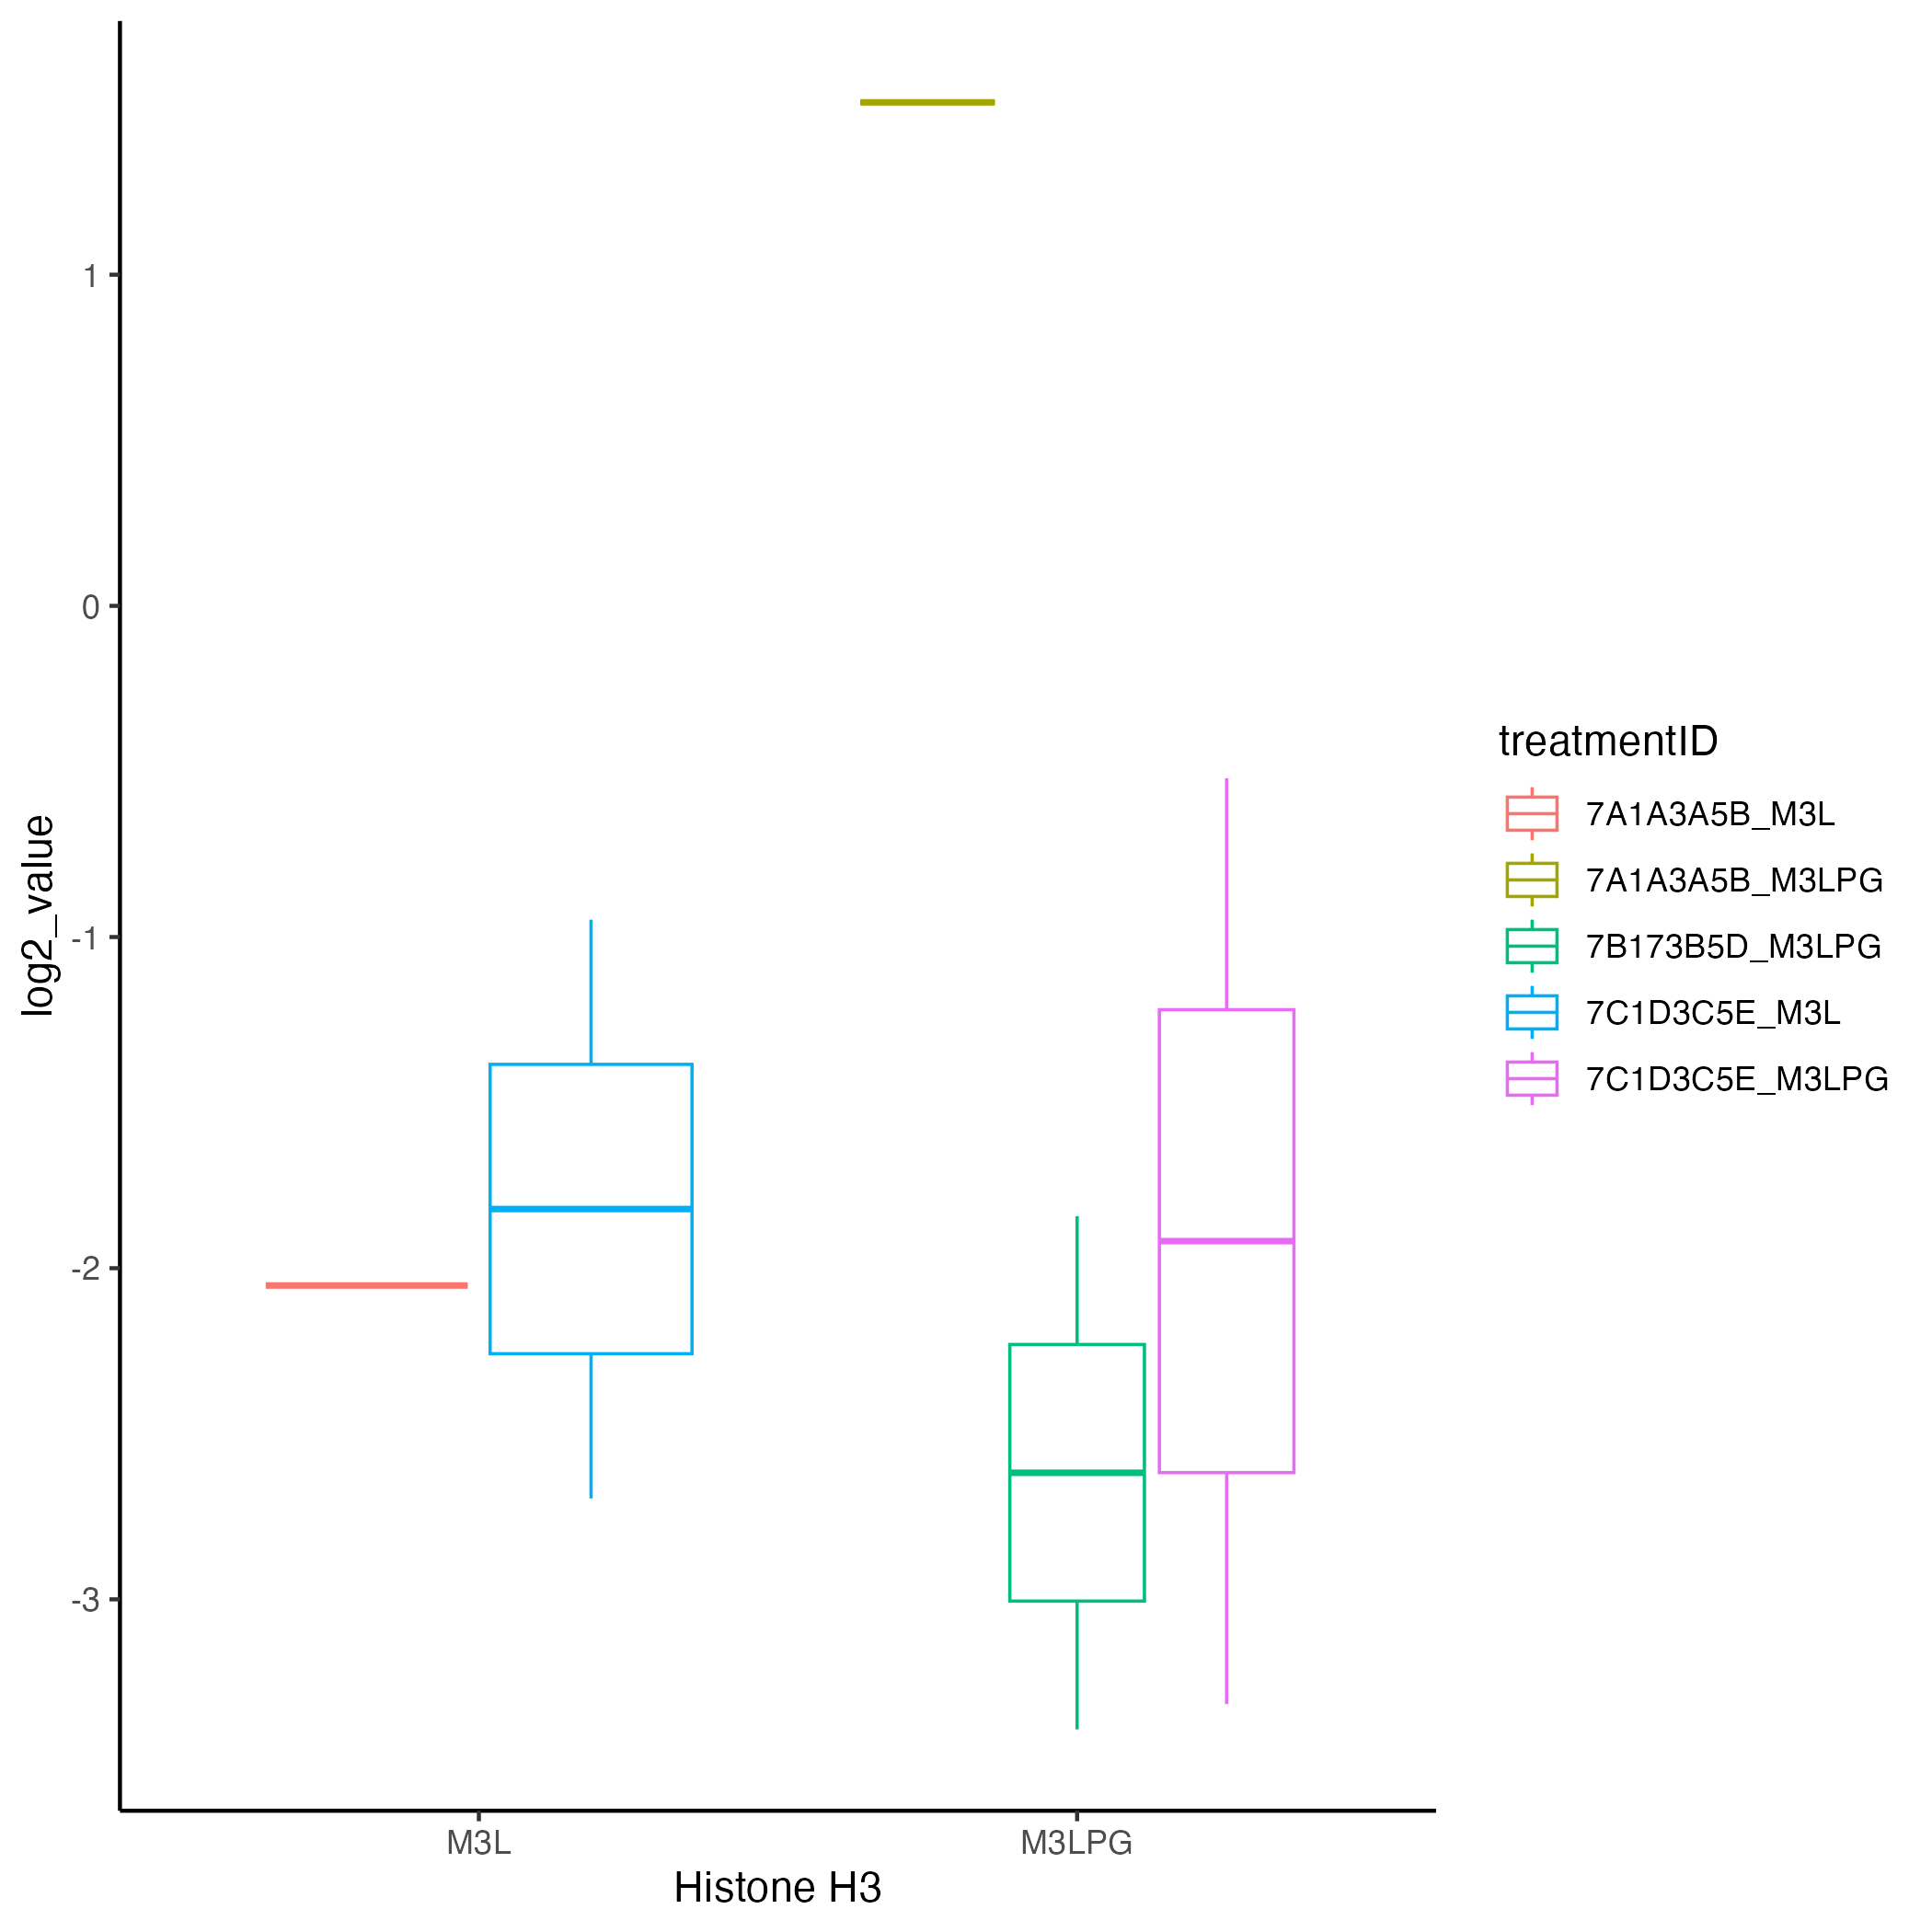 log2_value
1
0
-1
-2
-3
M3L
M3LPG
Histone H3
treatmentID
7A1A3A5B_M3L
7A1A3A5B_M3LPG
7B173B5D_M3LPG
7C1D3C5E_M3L
7C1D3C5E_M3LPG